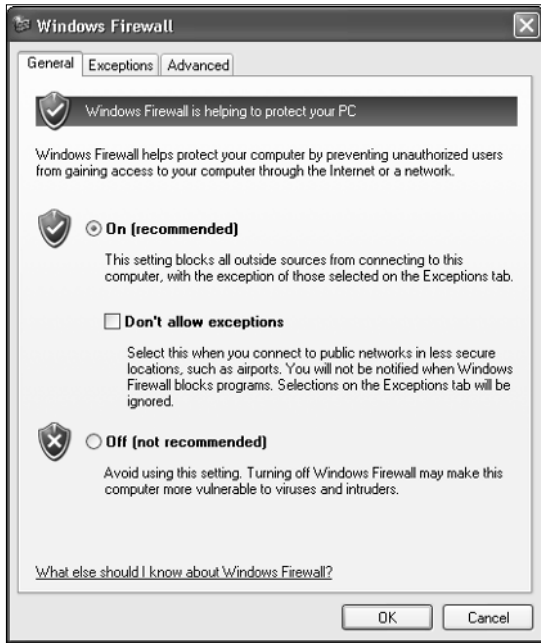 Windows Firewall
General Exceptions Advanced
Windows Firewall is helping to protect your PC
Windows Firewall helps protect your computer by preventing unauthorized users
from gaining access to your computer through the Internet or a network.
On (recommended)
This setting blocks all outside sources from connecting to this
computer, with the exception of those selected on the Exceptions tab.
Don't allow exceptions
Select this when you connect to public networks in less secure
locations, such as airports. You will not be notified when Windows
Firewall blocks programs. Selections on the Exceptions tab will be
ignored.
Off (not recommended)
Avoid using this setting. Turning off Windows Firewall may make this
computer more vulnerable to viruses and intruders.
What else should I know about Windows Firewall?
OK Cancel